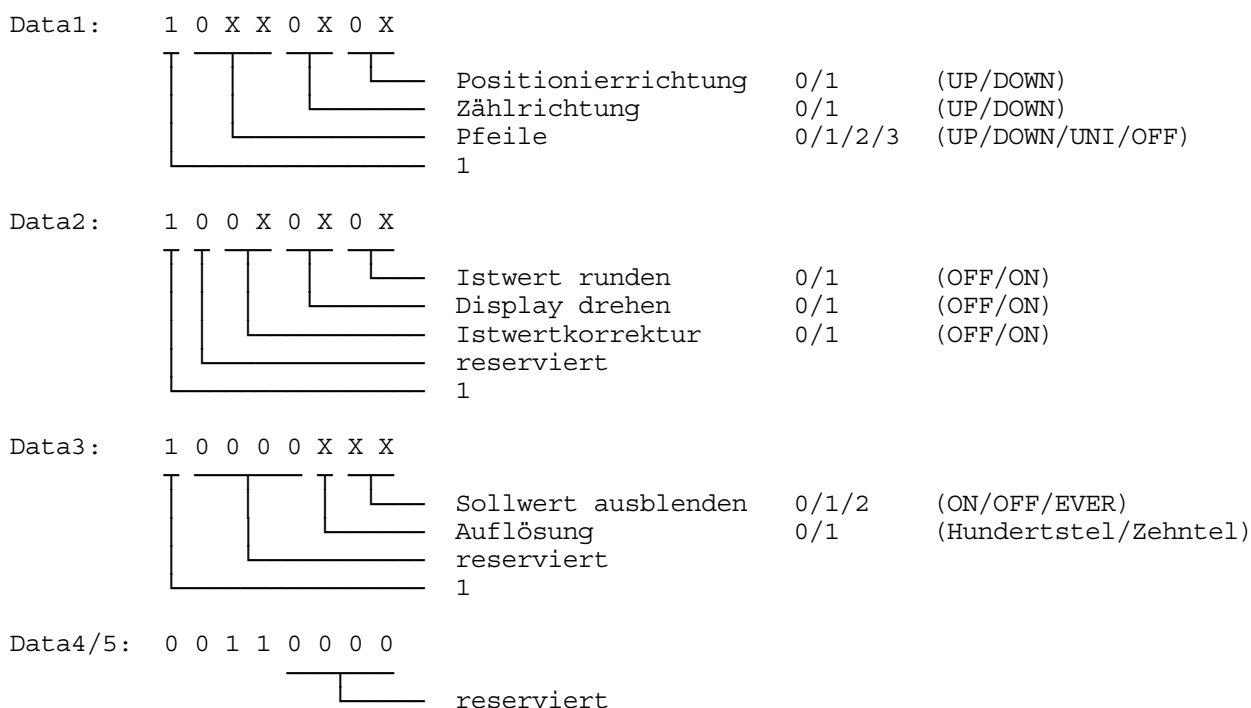 Data1: 1 0 X X 0 X 0 X
Positionierrichtung 0/1 (UP/DOWN)
Zählrichtung 0/1 (UP/DOWN)
Pfeile 0/1/2/3 (UP/DOWN/UNI/OFF)
1
Data2: 1 0 0 X 0 X 0 X
Istwert runden 0/1 (OFF/ON)
Display drehen 0/1 (OFF/ON)
Istwertkorrektur 0/1 (OFF/ON)
reserviert
1
Data3: 1 0 0 0 0 X X X
Sollwert ausblenden 0/1/2 (ON/OFF/EVER)
Auflösung 0/1 (Hundertstel/Zehntel)
reserviert
1
Data4/5: 0 0 1 1 0 0 0 0
reserviert